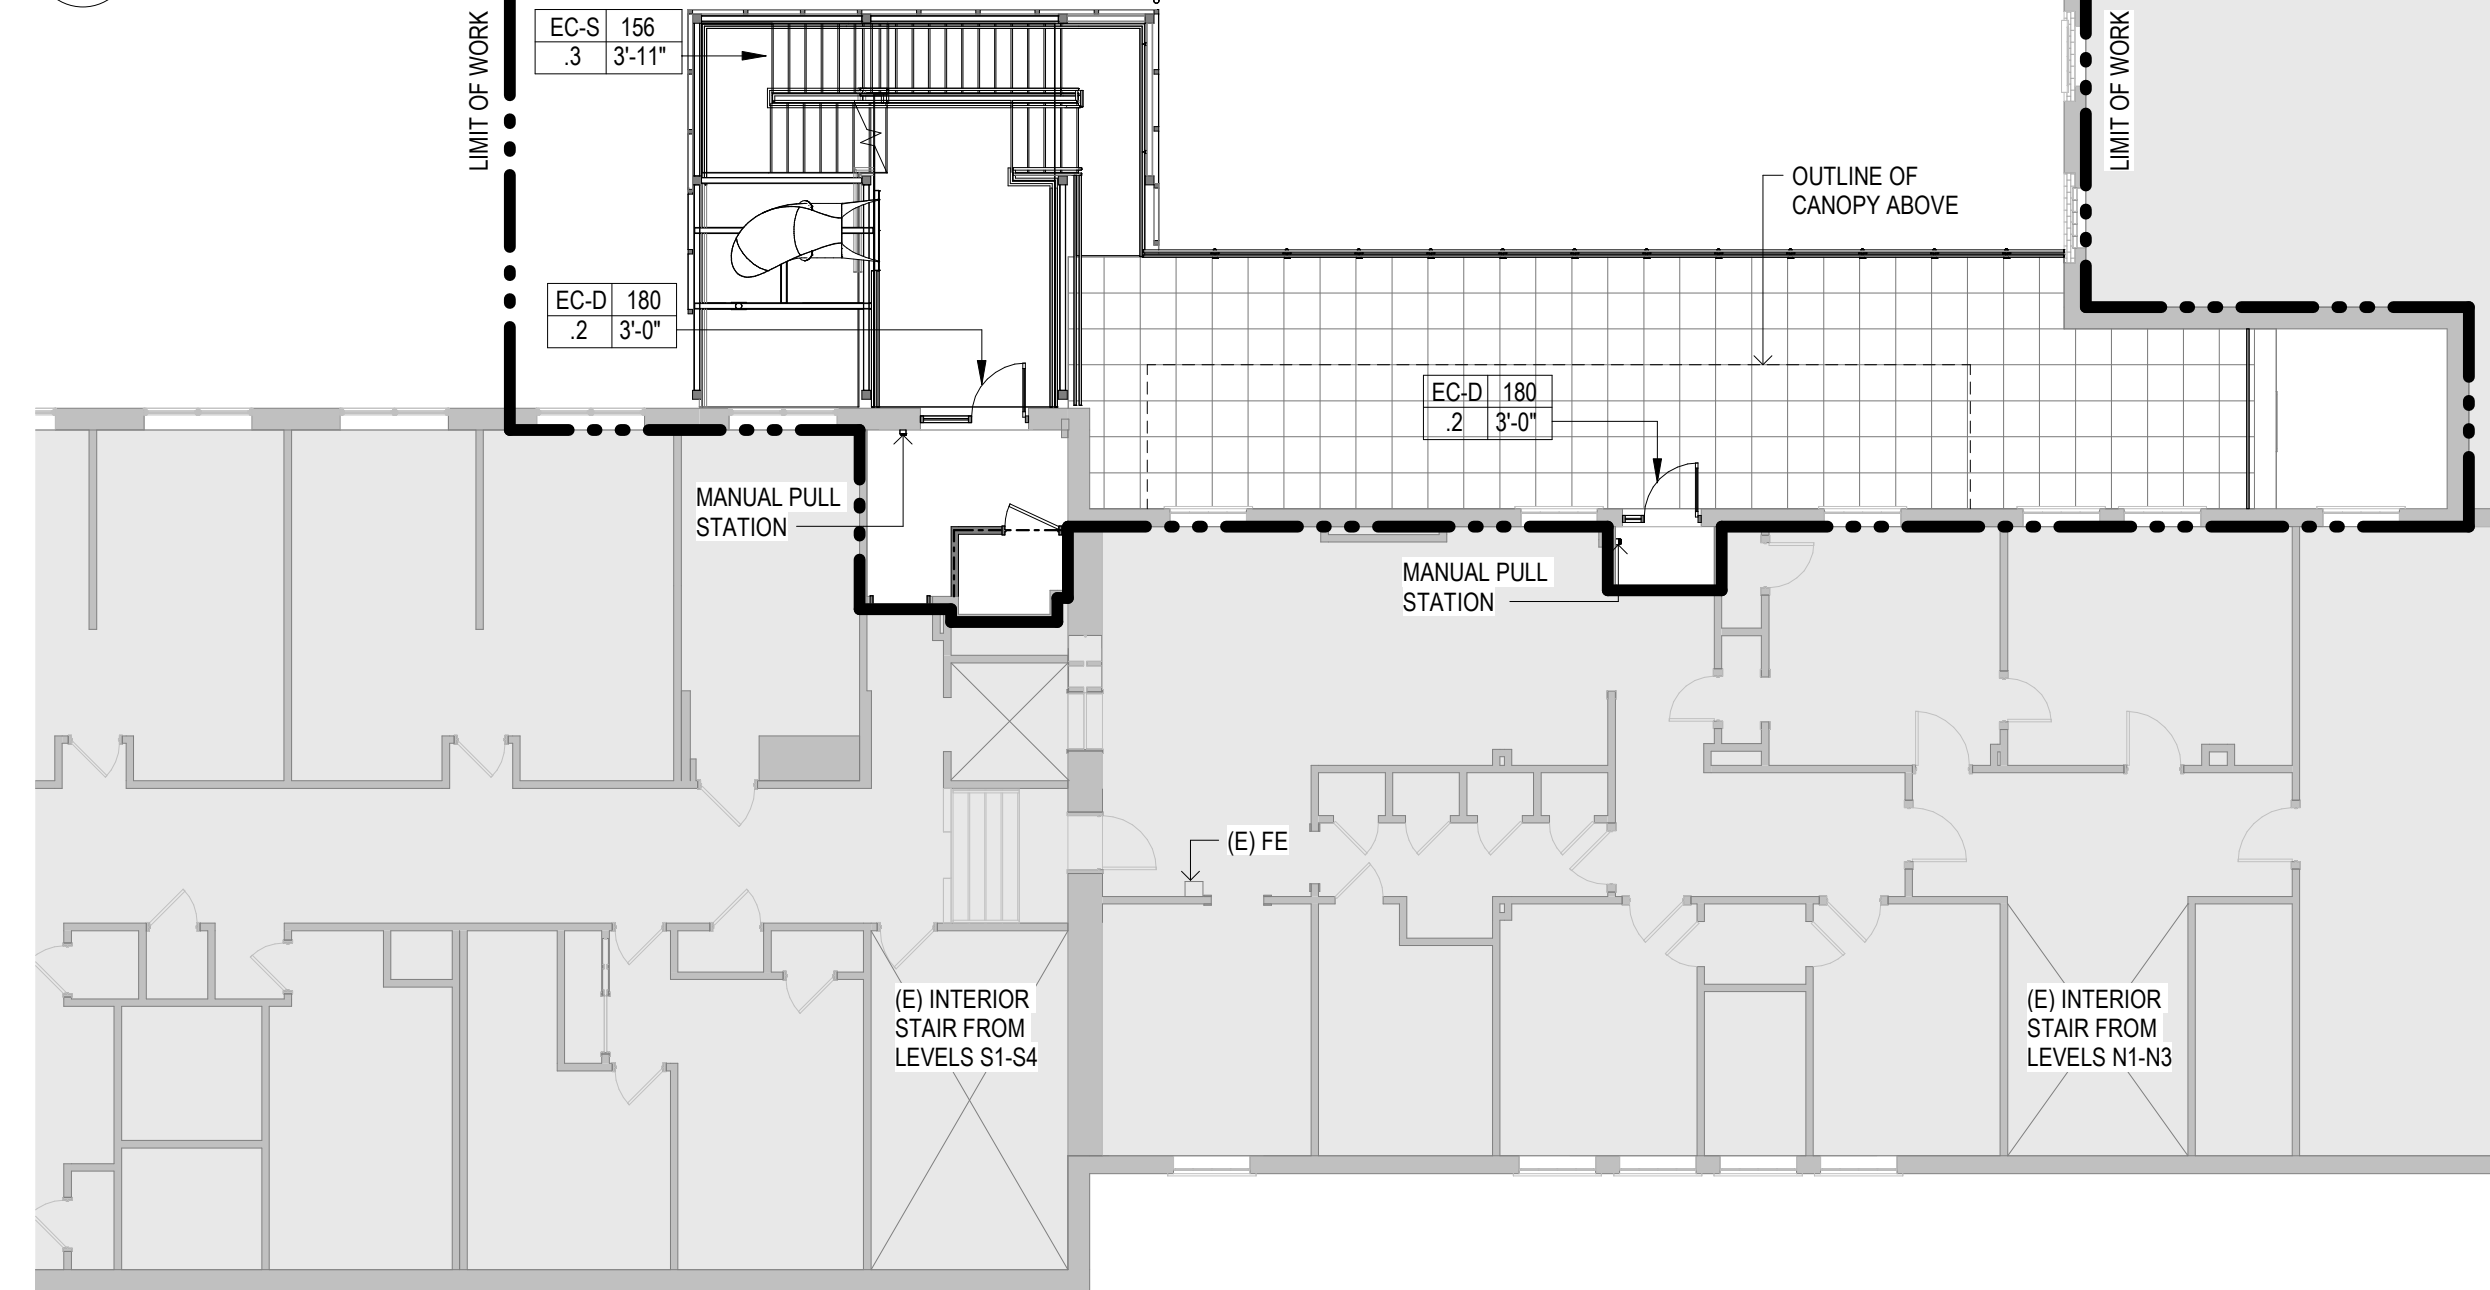 LIMIT OF WORK
EC-S 156
.3 3'-11"
LIMIT OF WORK
OUTLINE OF
CANOPY ABOVE
EC-D 180
.2 3'-0"
EC-D 180
.2 3'-0"
MANUAL PULL
STATION
MANUAL PULL
STATION
(E) FE
(E) INTERIOR
STAIR FROM
LEVELS S1-S4
(E) INTERIOR
STAIR FROM
LEVELS N1-N3